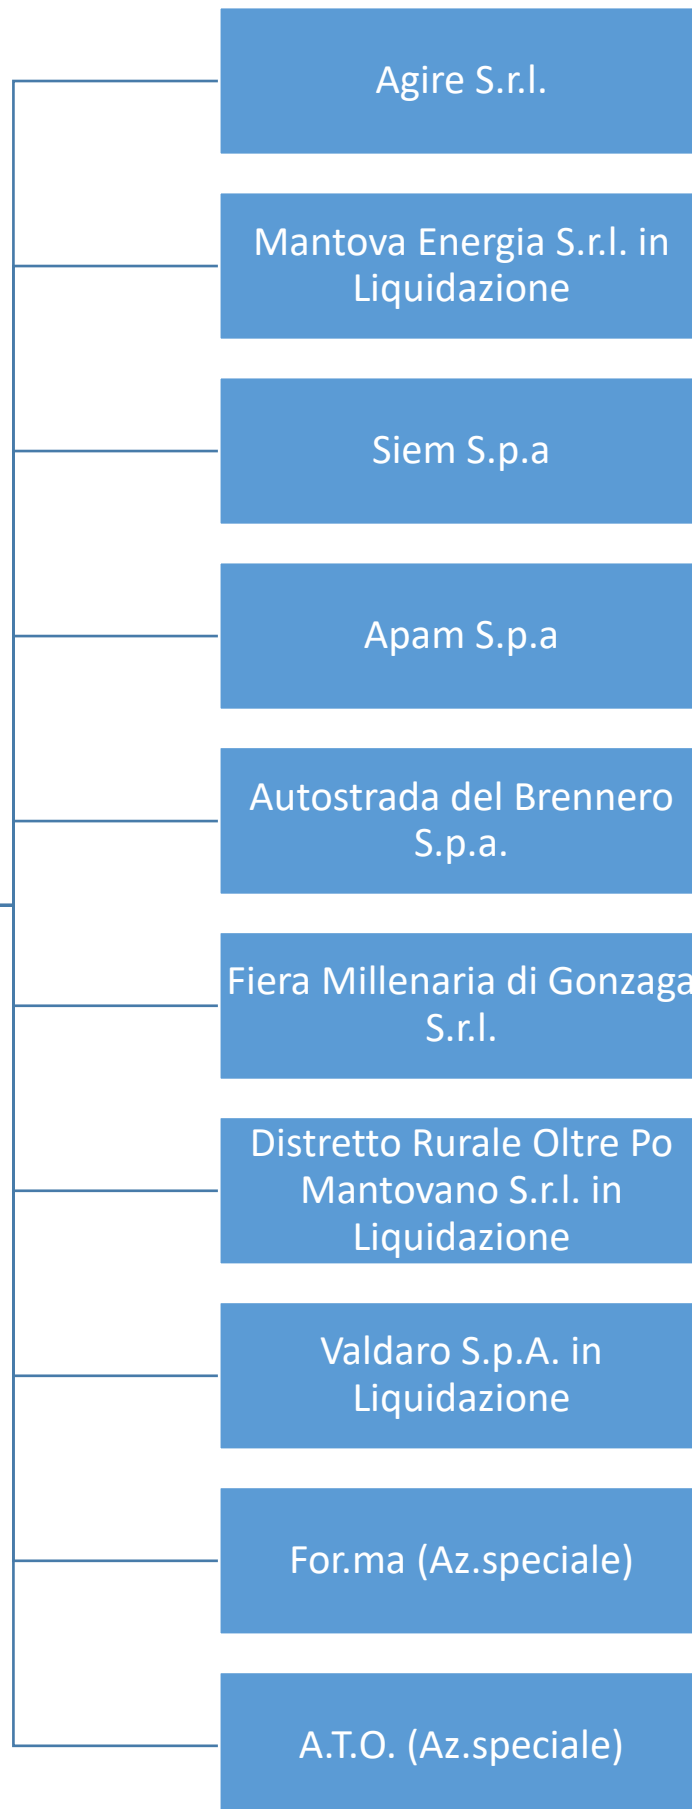 Agire S.r.l.
Mantova Energia S.r.l. in
Liquidazione
Siem S.p.a
Apam S.p.a
Autostrada del Brennero
S.p.a.
Fiera Millenaria di Gonzaga
S.r.l.
Distretto Rurale Oltre Po
Mantovano S.r.l. in
Liquidazione
Valdaro S.p.A. in
Liquidazione
For.ma (Az.speciale)
A.T.O. (Az.speciale)